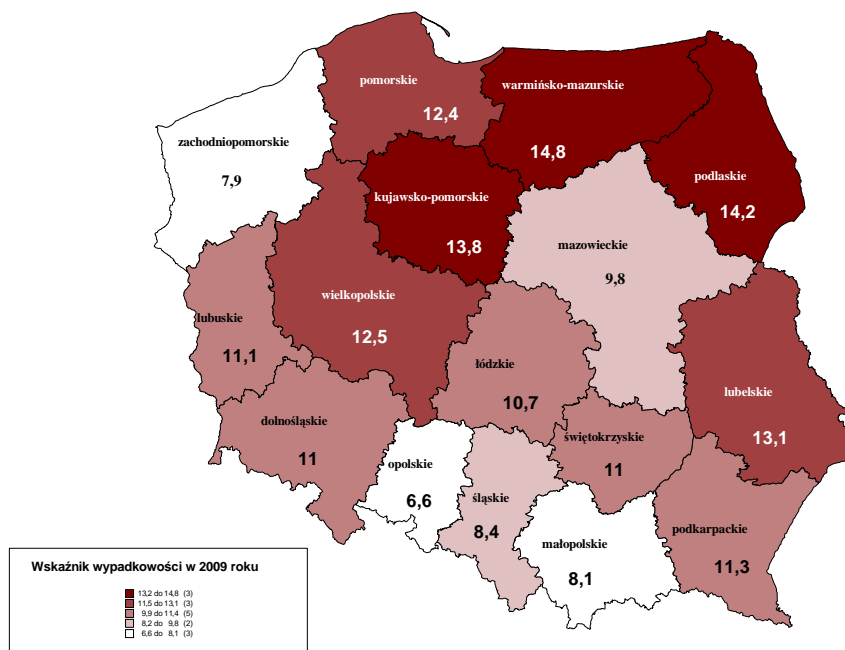 pomorskie
12,4
warmińsko-mazurskie
14,8
zachodniopomorskie
7,9
kujawsko-pomorskie
13,8
podlaskie
14,2
mazowieckie
9,8
wielkopolskie
12,5
lubuskie
11,1
łódzkie
10,7
lubelskie
13,1
dolnośląskie
11
świętokrzyskie
11
opolskie
6,6
śląskie
8,4
małopolskie
8,1
podkarpackie
11,3
Wskaźnik wypadkowości w 2009 roku
13,2 do 14,8 (3)
11,5 do 13,1 (3)
9,9 do 11,4 (5)
8,2 do 9,8 (2)
6,6 do 8,1 (3)